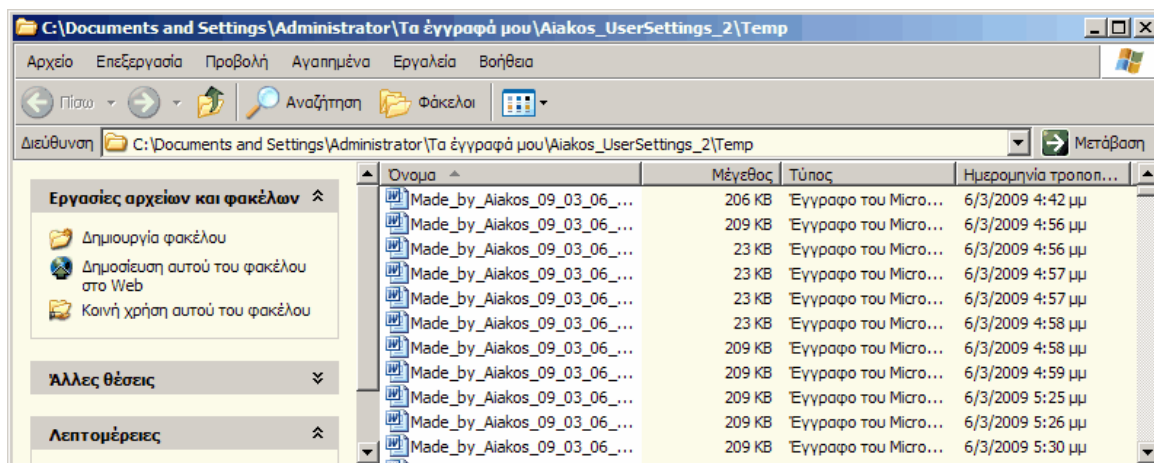 C:\Documents and Settings\Administrator\Τα έγγραφά μου\Aiakos_UserSettings_2\Temp
Αρχείο Επεξεργασία Προβολή Αγαπημένα Εργαλεία Βοήθεια
Πίσω Αναζήτηση Φάκελοι
Διεύθυνση C:\Documents and Settings\Administrator\Τα έγγραφά μου\Aiakos_UserSettings_2\Temp Μετάβαση
Εργασίες αρχείων και φακέλων
Δημιουργία φακέλου
Δημοσίευση αυτού του φακέλου
στο Web
Κοινή χρήση αυτού του φακέλου
Άλλες θέσεις
Λεπτομέρειες
Όνομα Μέγεθος Τύπος Ημερομηνία τροποπ...
Made_by_Aiakos_09_03_06_... 206 KB Έγγραφο του Micro... 6/3/2009 4:42 μμ
Made_by_Aiakos_09_03_06_... 209 KB Έγγραφο του Micro... 6/3/2009 4:56 μμ
Made_by_Aiakos_09_03_06_... 23 KB Έγγραφο του Micro... 6/3/2009 4:56 μμ
Made_by_Aiakos_09_03_06_... 23 KB Έγγραφο του Micro... 6/3/2009 4:57 μμ
Made_by_Aiakos_09_03_06_... 23 KB Έγγραφο του Micro... 6/3/2009 4:57 μμ
Made_by_Aiakos_09_03_06_... 23 KB Έγγραφο του Micro... 6/3/2009 4:58 μμ
Made_by_Aiakos_09_03_06_... 209 KB Έγγραφο του Micro... 6/3/2009 4:58 μμ
Made_by_Aiakos_09_03_06_... 209 KB Έγγραφο του Micro... 6/3/2009 4:59 μμ
Made_by_Aiakos_09_03_06_... 209 KB Έγγραφο του Micro... 6/3/2009 5:25 μμ
Made_by_Aiakos_09_03_06_... 209 KB Έγγραφο του Micro... 6/3/2009 5:26 μμ
Made_by_Aiakos_09_03_06_... 209 KB Έγγραφο του Micro... 6/3/2009 5:30 μμ